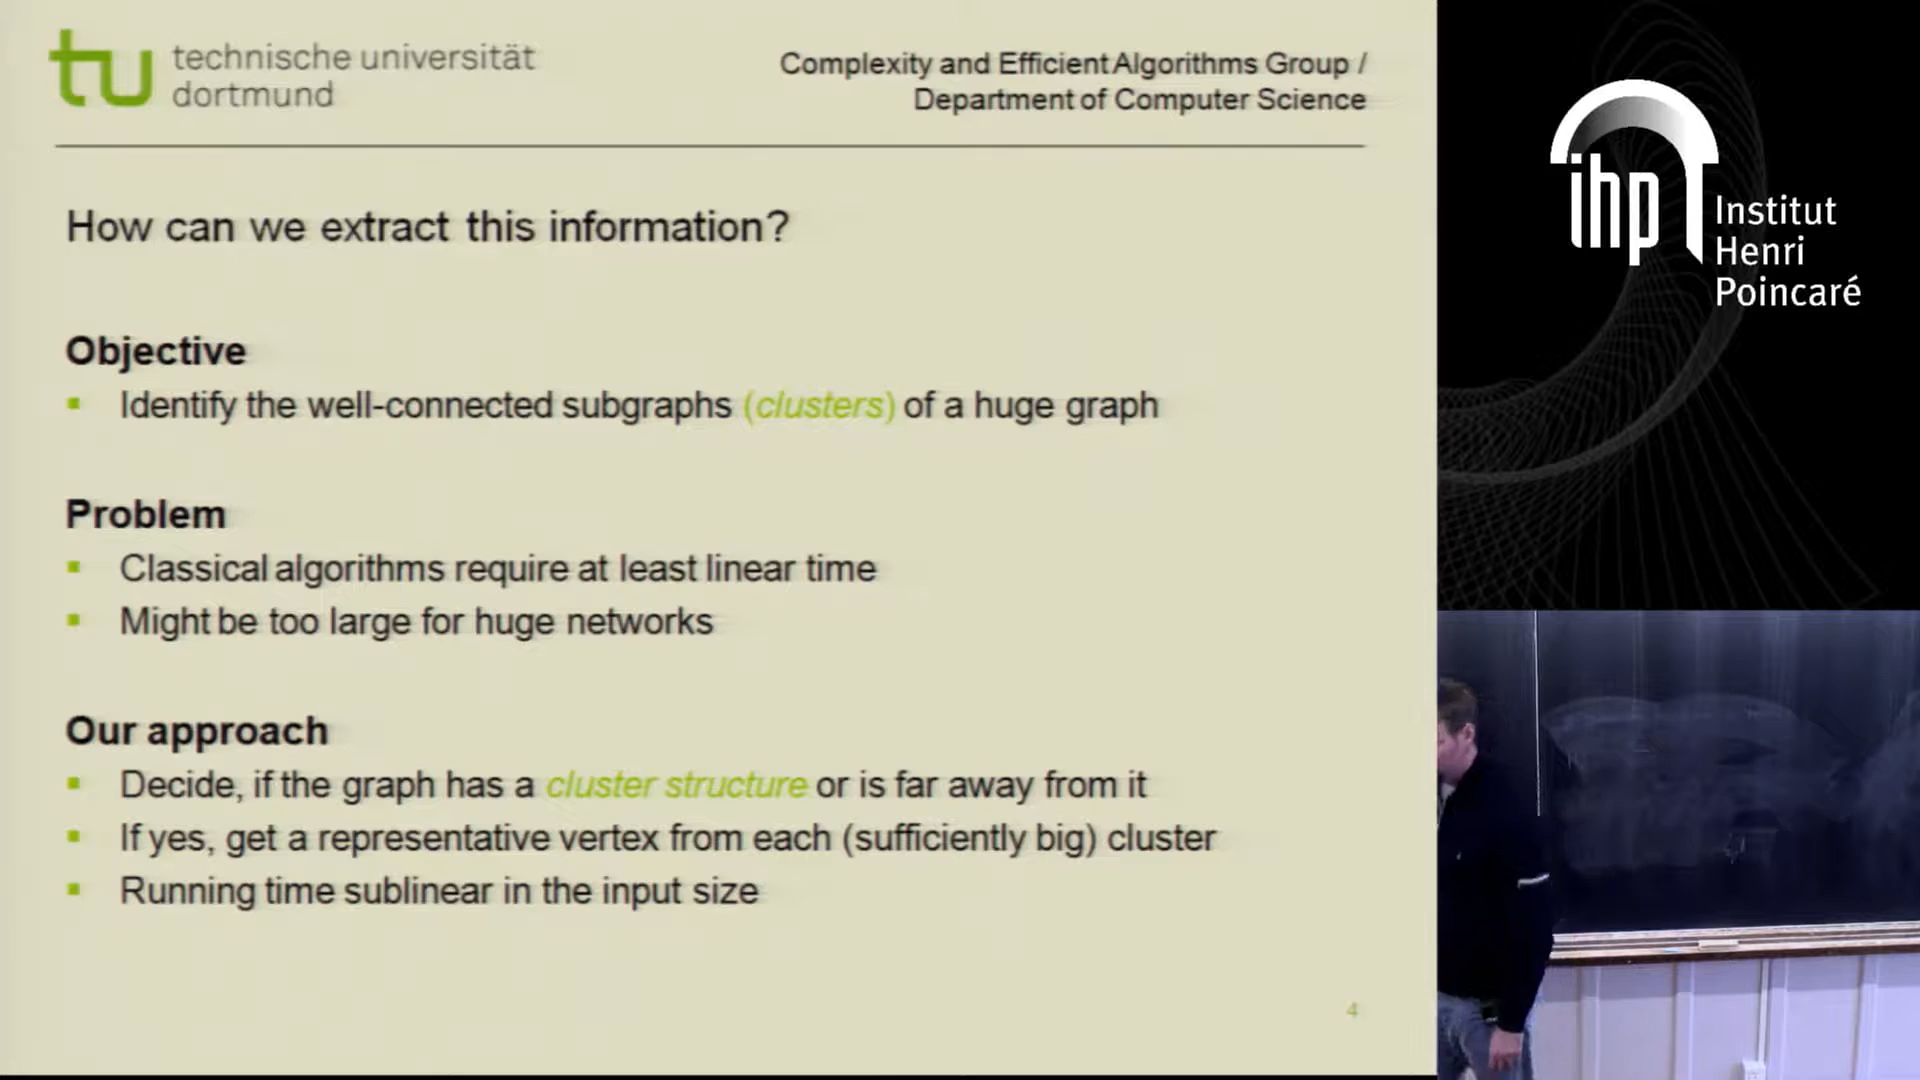 tu technische universität
dortmund
Complexity and Efficient Algorithms Group /
Department of Computer Science
How can we extract this information?
Objective
Identify the well-connected subgraphs (clusters) of a huge graph
Problem
Classical algorithms require at least linear time
Might be too large for huge networks
Our approach
Decide, if the graph has a cluster structure or is far away from it
If yes, get a representative vertex from each (sufficiently big) cluster
Running time sublinear in the input size
4
ihp
Institut
Henri
Poincaré